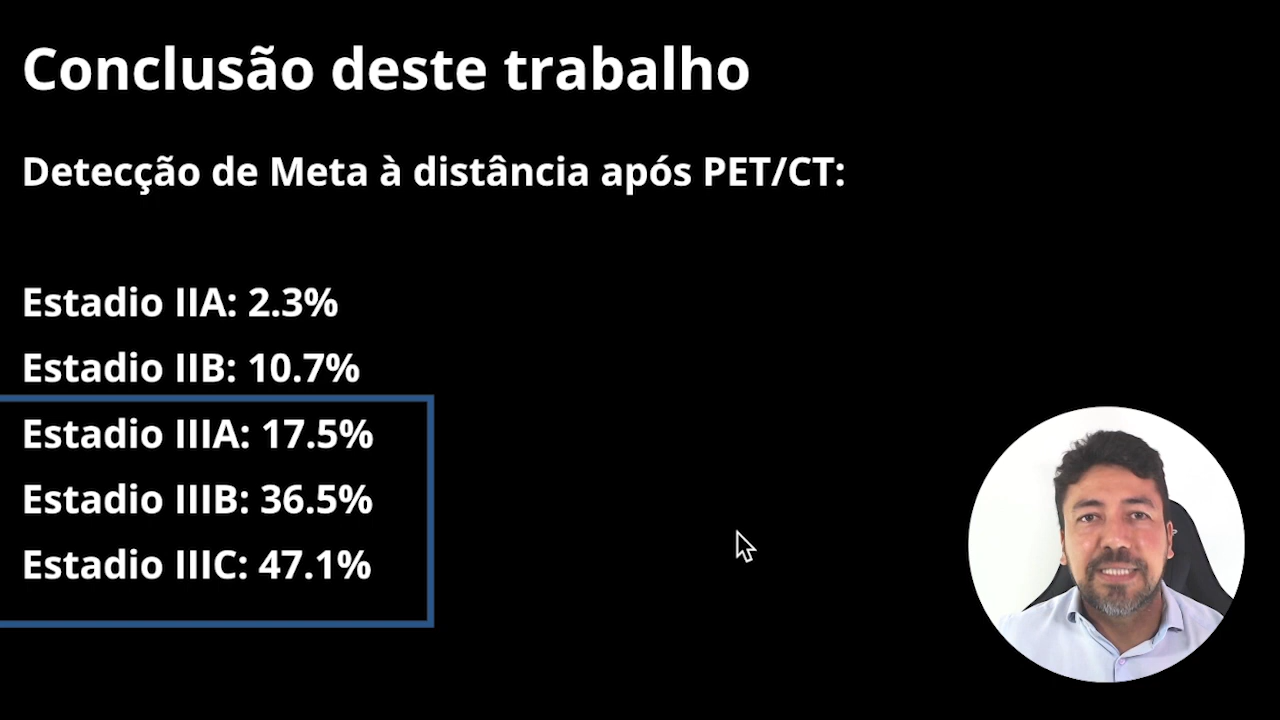 Conclusão deste trabalho
Detecção de Meta à distância após PET/CT:
Estadio IIA: 2.3%
Estadio IIB: 10.7%
Estadio IIIA: 17.5%
Estadio IIIB: 36.5%
Estadio IIIC: 47.1%